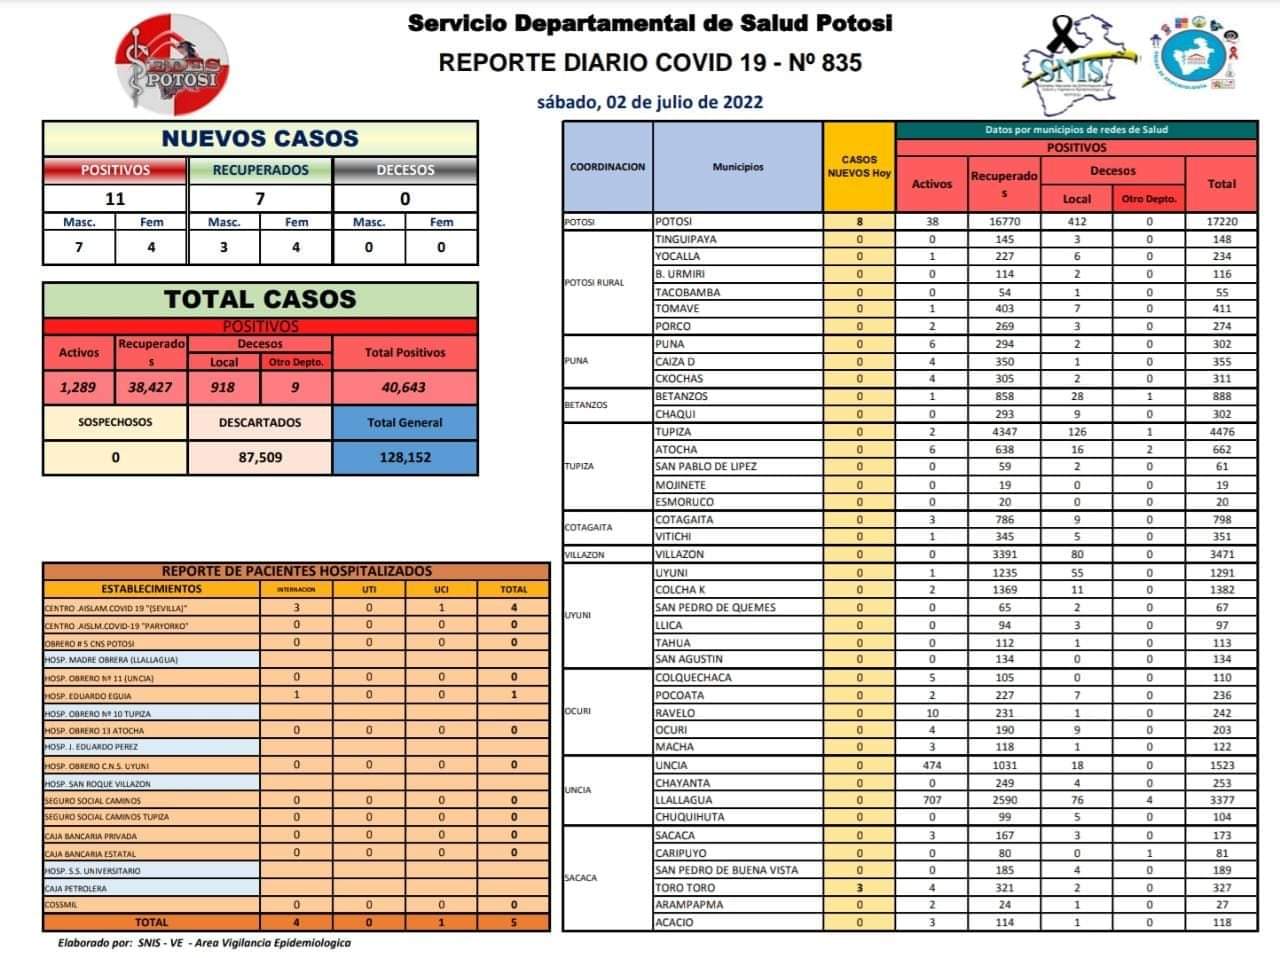 Servicio Departamental de Salud Potosi
REPORTE DIARIO COVID 19 - Nº 835
sábado, 02 de julio de 2022
SEDES
POTOSI
SNIS
NUEVOS CASOS
POSITIVOS RECUPERADOS DECESOS
11 7 0
Masc. Fem Masc. Fem Masc. Fem
7 4 3 4 0 0
TOTAL CASOS
POSITIVOS
Activos Recuperados Decesos Total Positivos
Local Otro Depto.
1,289 38,427 918 9 40,643
SOSPECHOSOS DESCARTADOS Total General
0 87,509 128,152
REPORTE DE PACIENTES HOSPITALIZADOS
ESTABLECIMIENTOS INTERNACION UTI UCI TOTAL
CENTRO .AISLAM.COVID 19 "(SEVILLA)" 3 0 1 4
CENTRO .AISLM.COVID-19 "PARYORKO" 0 0 0 0
OBRERO # 5 CNS POTOSI 0 0 0 0
HOSP. MADRE OBRERA (LLALLAGUA)
HOSP. OBRERO Nº 11 (UNCIA) 0 0 0 0
HOSP. EDUARDO EGUIA 1 0 0 1
HOSP. OBRERO Nº 10 TUPIZA
HOSP. OBRERO 13 ATOCHA 0 0 0 0
HOSP. J. EDUARDO PEREZ
HOSP. OBRERO C.N.S. UYUNI 0 0 0 0
HOSP. SAN ROQUE VILLAZON
SEGURO SOCIAL CAMINOS 0 0 0 0
SEGURO SOCIAL CAMINOS TUPIZA 0 0 0 0
CAJA BANCARIA PRIVADA 0 0 0 0
CAJA BANCARIA ESTATAL 0 0 0 0
HOSP. S.S. UNIVERSITARIO
CAJA PETROLERA
COSSMIL 0 0 0 0
TOTAL 4 0 1 5
Elaborado por: SNIS - VE - Area Vigilancia Epidemiologica
COORDINACION Municipios CASOS NUEVOS Hoy Datos por municipios de redes de Salud
POSITIVOS
Activos Recuperados Decesos Total
Local Otro Depto.
POTOSI POTOSI 8 38 16770 412 0 17220
POTOSI RURAL TINGUIPAYA 0 0 145 3 0 148
YOCALLA 0 1 227 6 0 234
B. URMIRI 0 0 114 2 0 116
TACOBAMBA 0 0 54 1 0 55
TOMAVE 0 1 403 7 0 411
PORCO 0 2 269 3 0 274
PUNA PUNA 0 6 294 2 0 302
CAIZA D 0 4 350 1 0 355
CKOCHAS 0 4 305 2 0 311
BETANZOS BETANZOS 0 1 858 28 1 888
CHAQUI 0 0 293 9 0 302
TUPIZA TUPIZA 0 2 4347 126 1 4476
ATOCHA 0 6 638 16 2 662
SAN PABLO DE LIPEZ 0 0 59 2 0 61
MOJINETE 0 0 19 0 0 19
ESMORUCO 0 0 20 0 0 20
COTAGAITA COTAGAITA 0 3 786 9 0 798
VITICHI 0 1 345 5 0 351
VILLAZON VILLAZON 0 0 3391 80 0 3471
UYUNI UYUNI 0 1 1235 55 0 1291
COLCHA K 0 2 1369 11 0 1382
SAN PEDRO DE QUEMES 0 0 65 2 0 67
LLICA 0 0 94 3 0 97
TAHUA 0 0 112 1 0 113
SAN AGUSTIN 0 0 134 0 0 134
OCURI COLQUECHACA 0 5 105 0 0 110
POCOATA 0 2 227 7 0 236
RAVELO 0 10 231 1 0 242
OCURI 0 4 190 9 0 203
MACHA 0 3 118 1 0 122
UNCIA UNCIA 0 474 1031 18 0 1523
CHAYANTA 0 0 249 4 0 253
LLALLAGUA 0 707 2590 76 4 3377
CHUQUIHUTA 0 0 99 5 0 104
SACACA SACACA 0 3 167 3 0 173
CARIPUYO 0 0 80 0 1 81
SAN PEDRO DE BUENA VISTA 0 0 185 4 0 189
TORO TORO 3 4 321 2 0 327
ARAMPAPMA 0 2 24 1 0 27
ACACIO 0 3 114 1 0 118